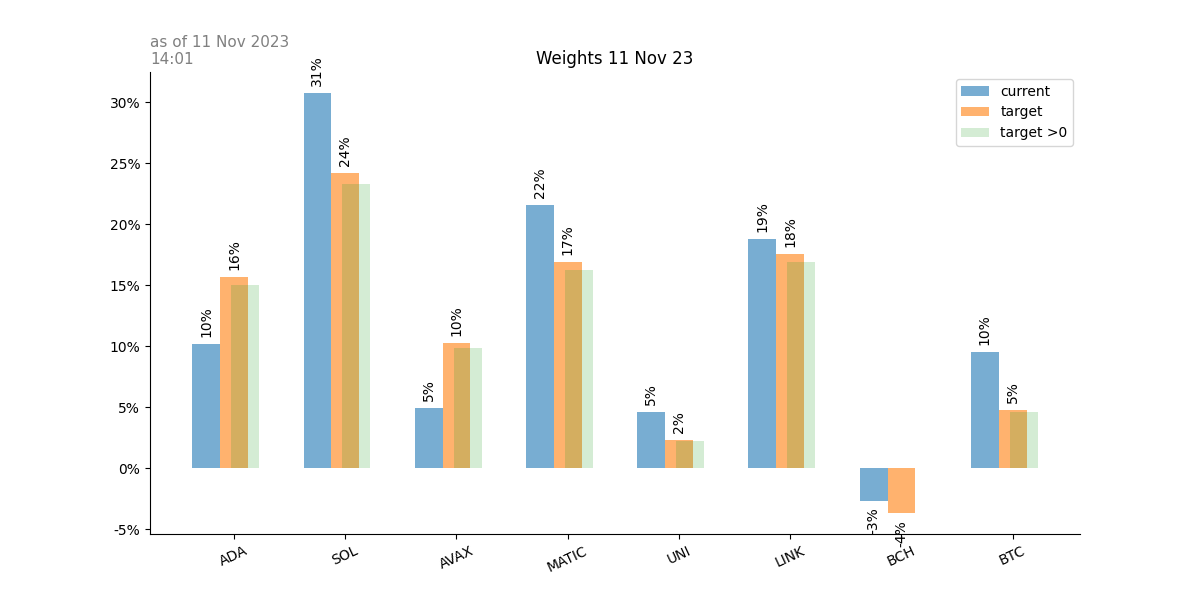 as of 11 Nov 2023
14:01
Weights 11 Nov 23
current
target
target >0
30%
25%
20%
15%
10%
5%
0%
-5%
10%
16%
31%
24%
5%
10%
22%
17%
5%
2%
19%
18%
-3%
-4%
10%
5%
ADA
SOL
AVAX
MATIC
UNI
LINK
BCH
BTC